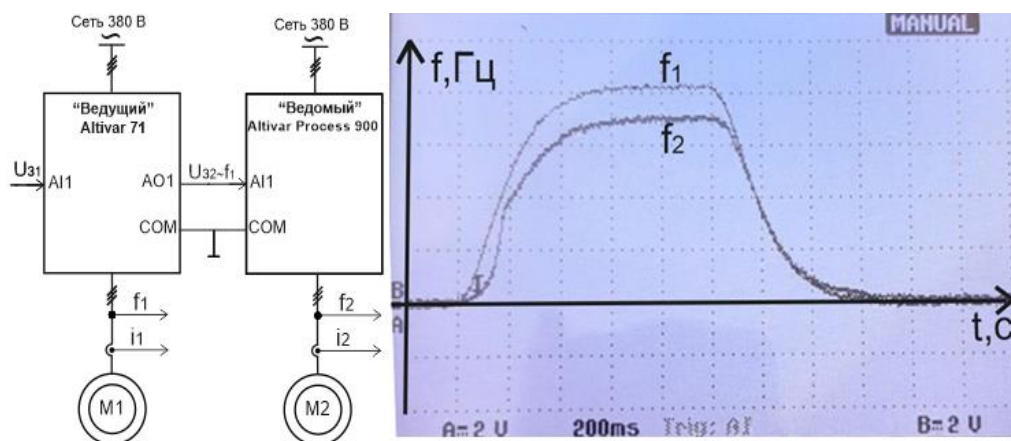 Сеть 380 В
Сеть 380 В
“Ведущий”
Altivar 71
“Ведомый”
Altivar Process 900
U31
AI1
AO1
U32~f1
AI1
COM
COM
f1
i1
f2
i2
M1
M2
MANUAL
f,Гц
f1
f2
B
A
t,c
A=2 V
200ms
Trig: AI
B=2 V